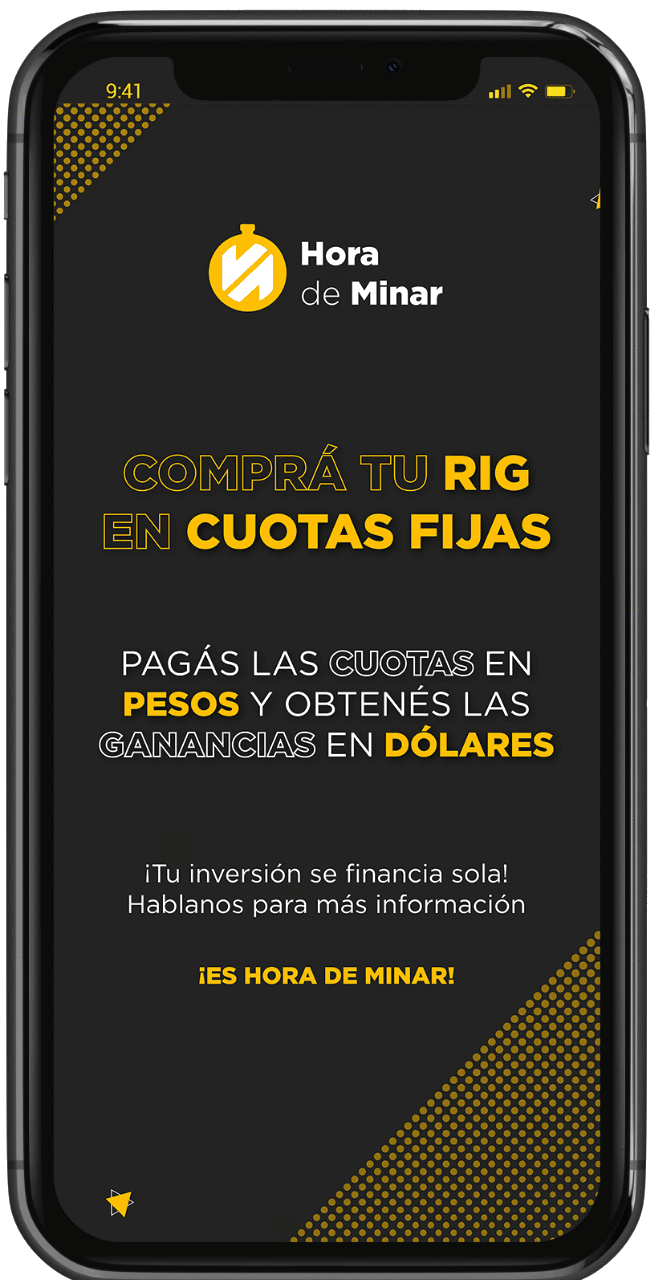 9:41
Hora
de Minar
COMPRÁ TU RIG
EN CUOTAS FIJAS
PAGÁS LAS CUOTAS EN
PESOS Y OBTENÉS LAS
GANANCIAS EN DÓLARES
¡Tu inversión se financia sola!
Hablanos para más información
¡ES HORA DE MINAR!